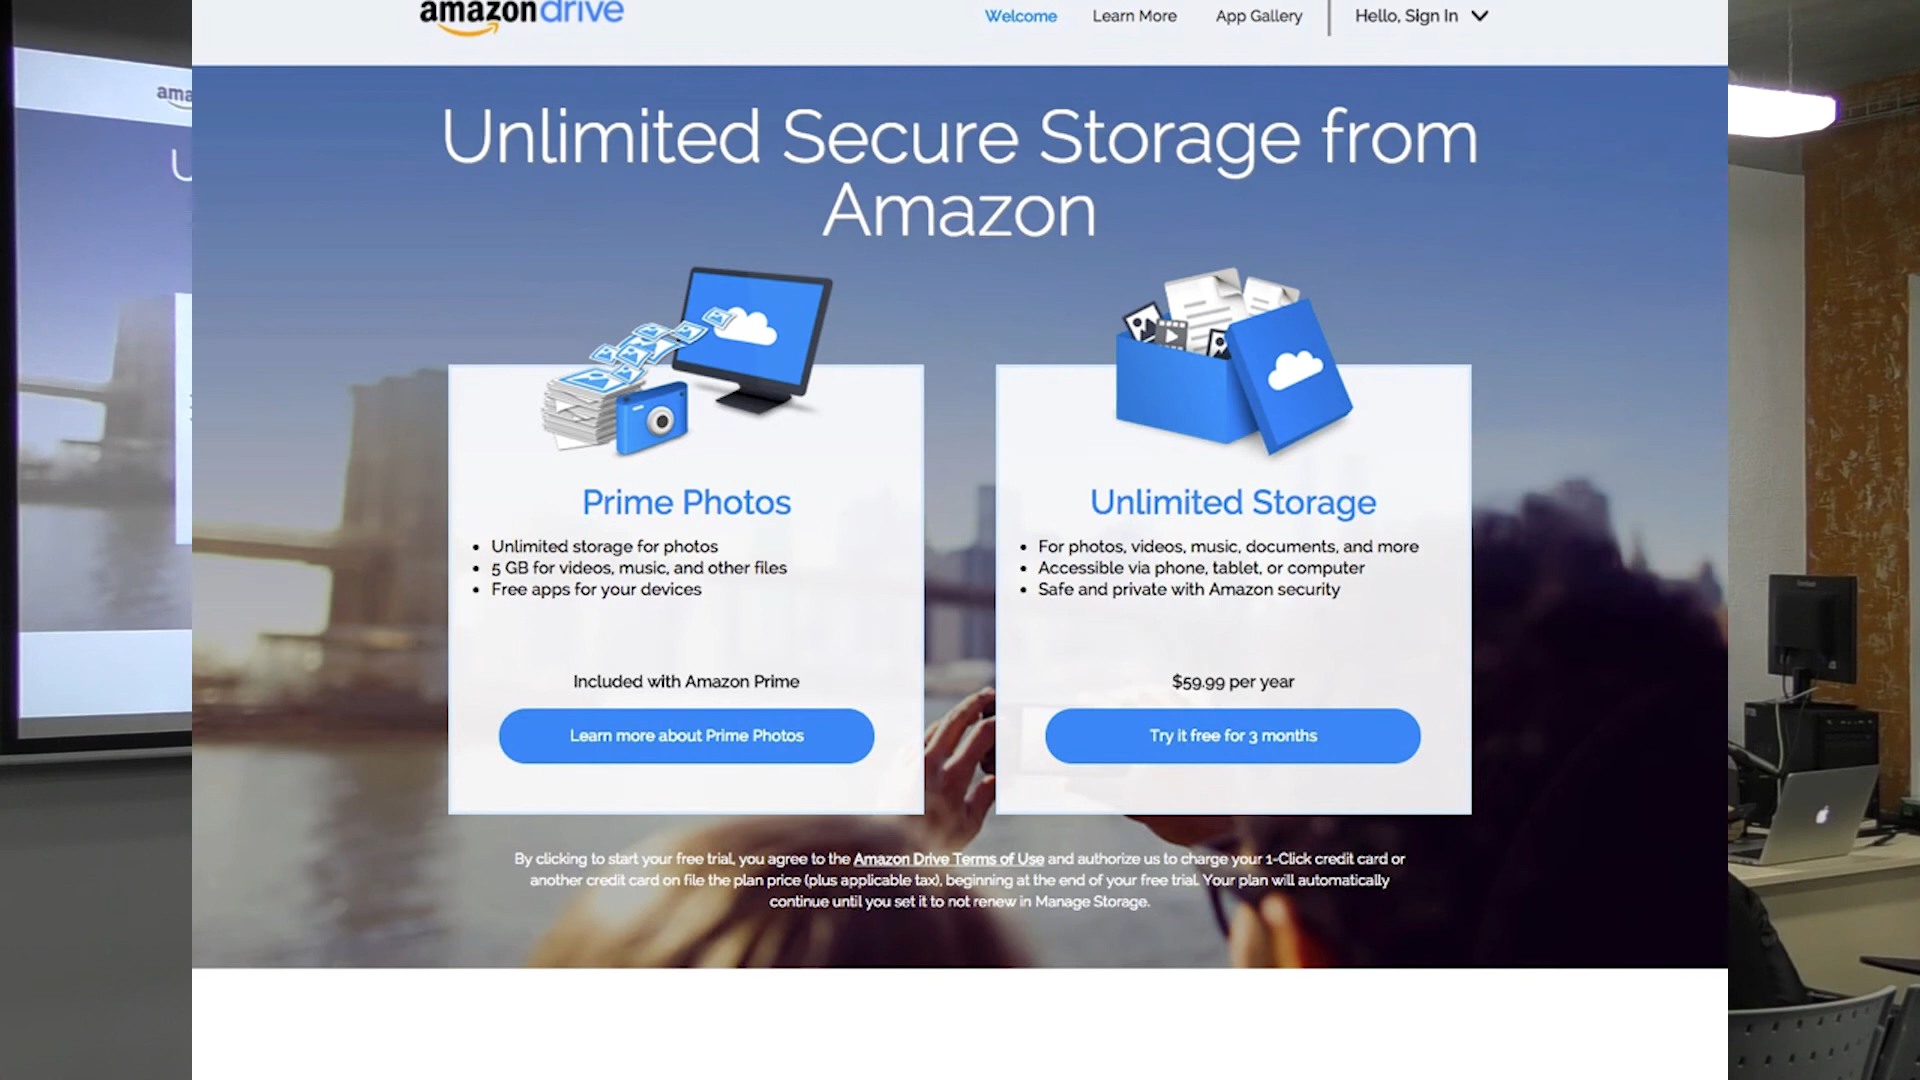 amazondrive
Welcome
Learn More
App Gallery
Hello, Sign In
ama
U
Unlimited Secure Storage from
Amazon
Prime Photos
• Unlimited storage for photos
• 5 GB for videos, music, and other files
• Free apps for your devices
Included with Amazon Prime
Learn more about Prime Photos
Unlimited Storage
• For photos, videos, music, documents, and more
• Accessible via phone, tablet, or computer
• Safe and private with Amazon security
$59.99 per year
Try it free for 3 months
By clicking to start your free trial, you agree to the Amazon Drive Terms of Use and authorize us to charge your 1-Click credit card or
another credit card on file the plan price (plus applicable tax), beginning at the end of your free trial. Your plan will automatically
continue until you set it to not renew in Manage Storage.